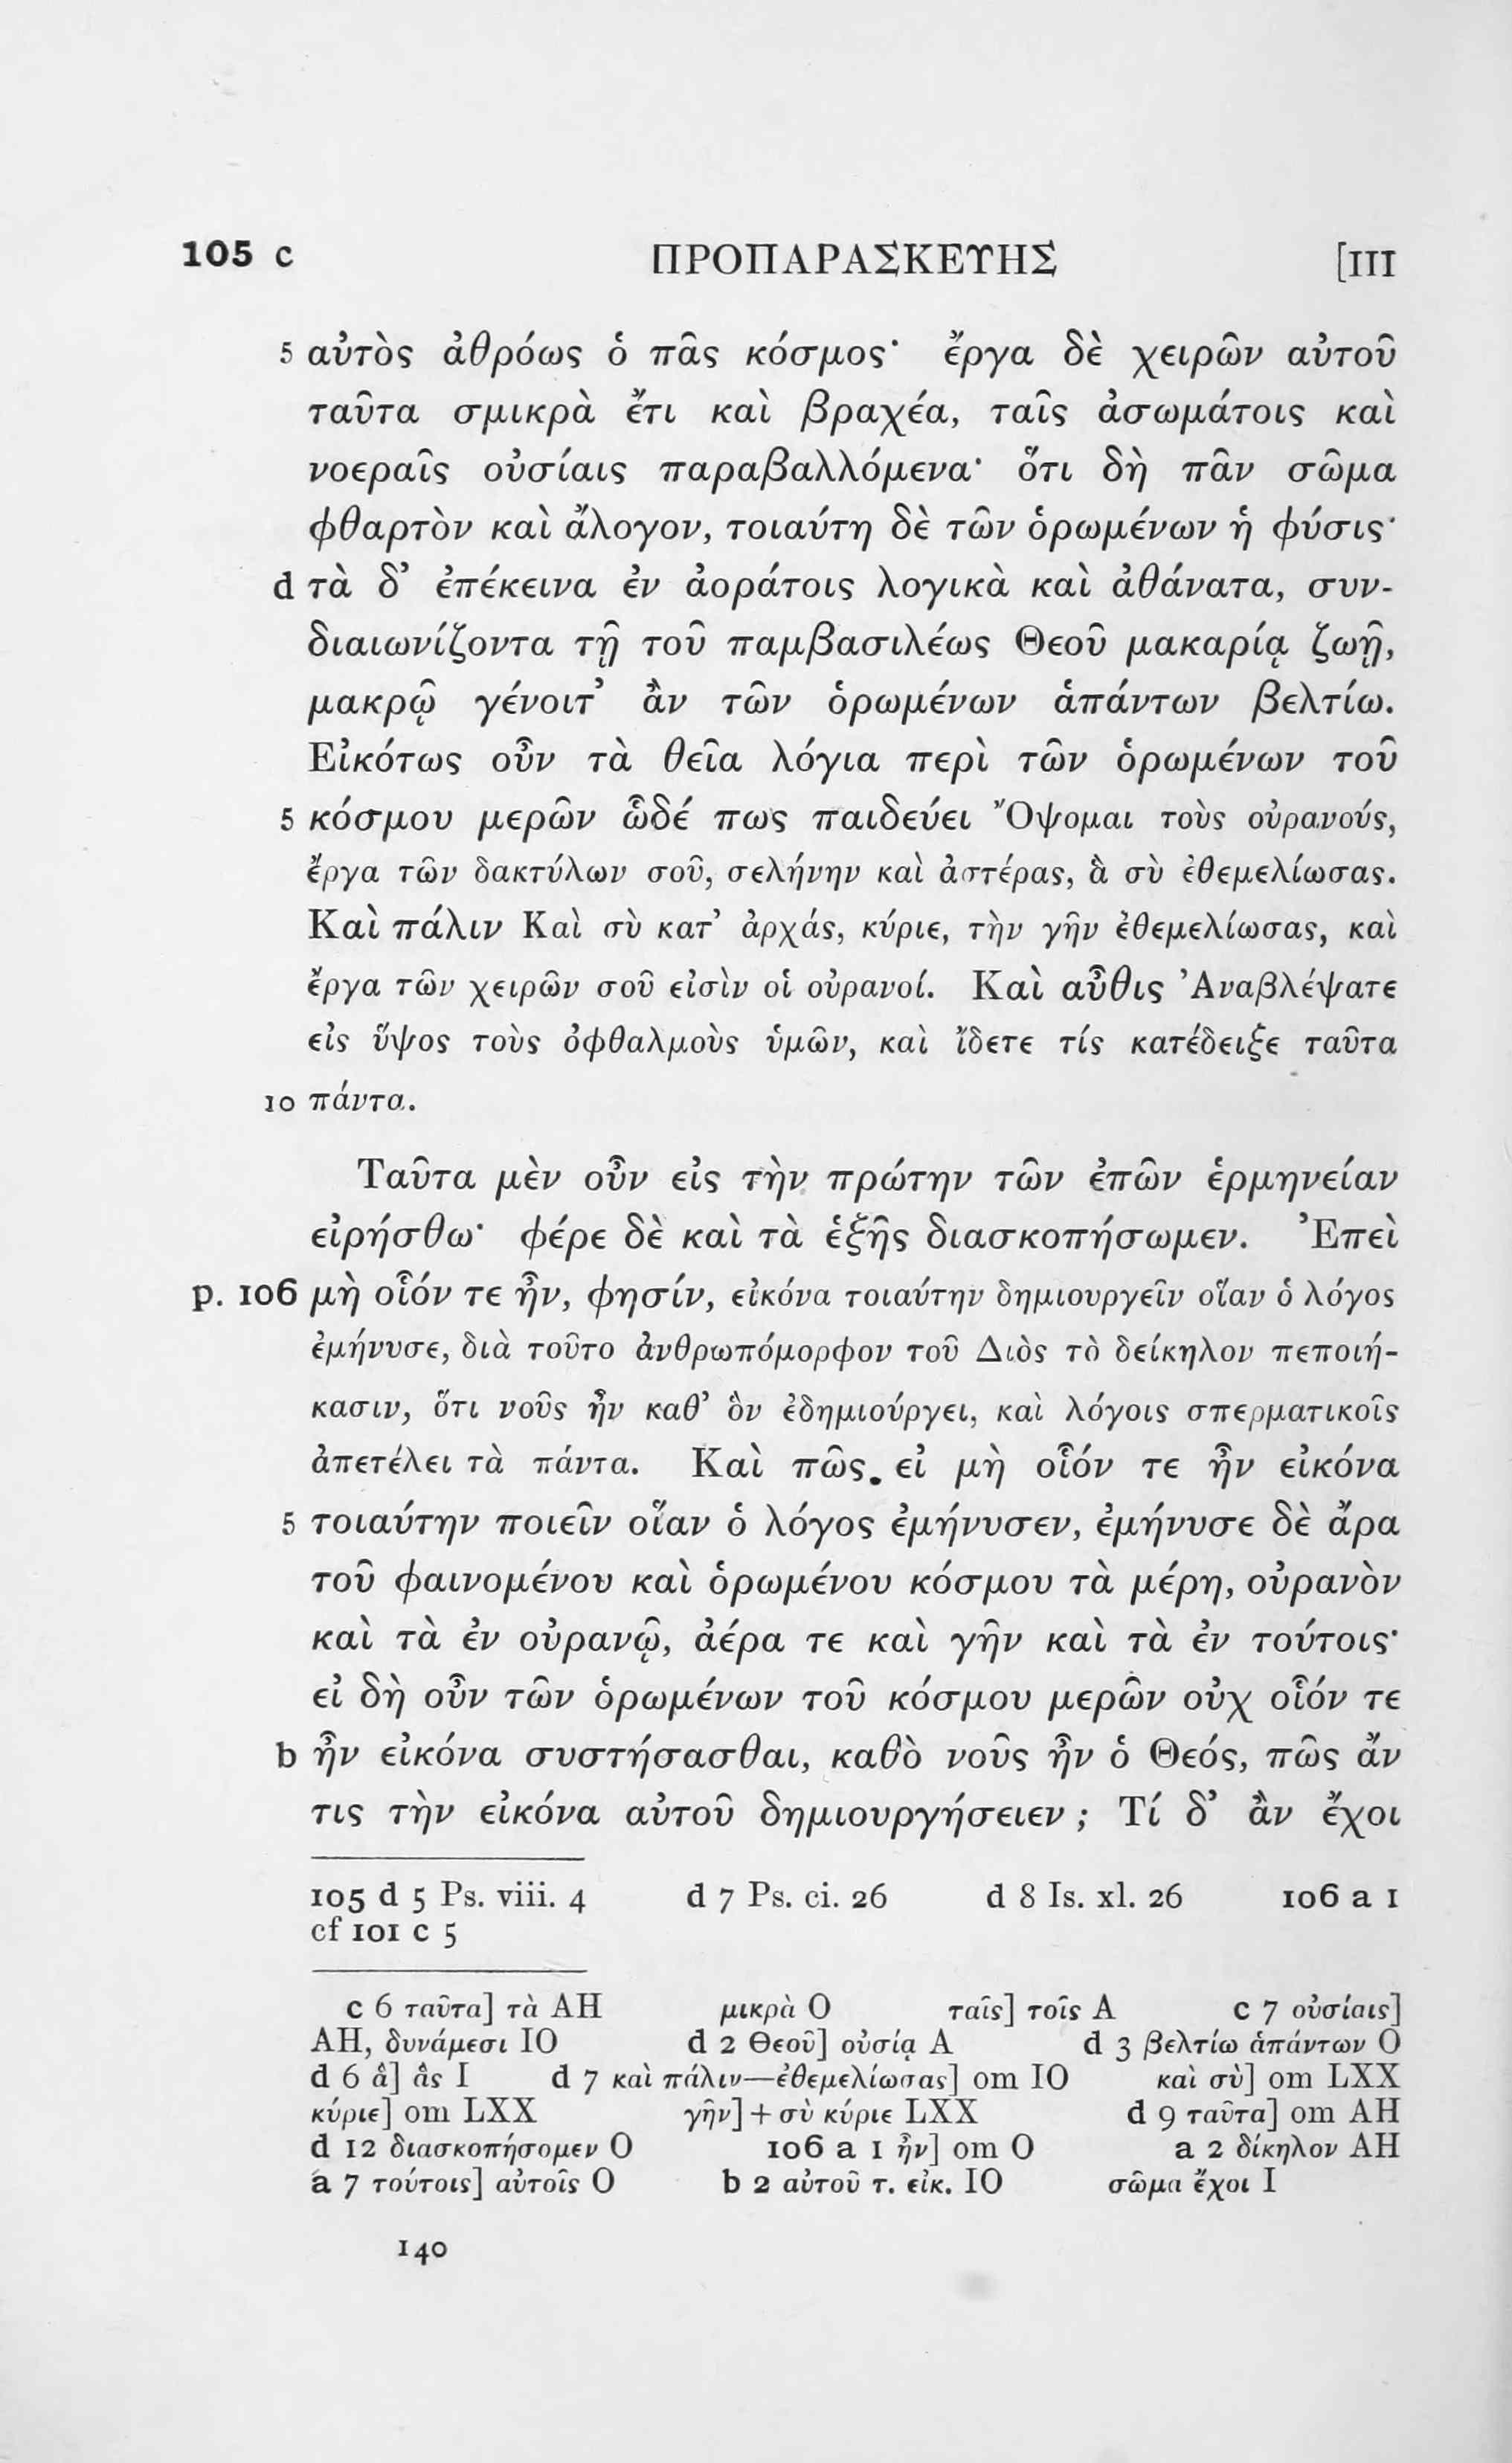 105 c ΠΡΟΠΑΡΑΣΚΕΥΗΣ [III
5 αὐτὸς ἀθρόως ὁ πᾶς κόσμος· ἔργα δὲ χειρῶν αὐτοῦ
ταῦτα σμικρὰ ἔτι καὶ βραχέα, ταῖς ἀσωμάτοις καὶ
νοεραῖς οὐσίαις παραβαλλόμενα· ὅτι δὴ πᾶν σῶμα
φθαρτὸν καὶ ἄλογον, τοιαύτη δὲ τῶν ὁρωμένων ἡ φύσις·
d τὰ δ’ ἐπέκεινα ἐν ἀοράτοις λογικὰ καὶ ἀθάνατα, συν-
διαιωνίζοντα τῇ τοῦ παμβασιλέως Θεοῦ μακαρίᾳ ζωῇ,
μακρῷ γένοιτ’ ἂν τῶν ὁρωμένων ἁπάντων βελτίω.
Εἰκότως οὖν τὰ θεῖα λόγια περὶ τῶν ὁρωμένων τοῦ
5 κόσμου μερῶν ὧδέ πως παιδεύει Ὄψομαι τοὺς οὐρανούς,
ἔργα τῶν δακτύλων σοῦ, σελήνην καὶ ἀστέρας, ἃ σὺ ἐθεμελίωσας.
Καὶ πάλιν Καὶ σὺ κατ’ ἀρχάς, κύριε, τὴν γῆν ἐθεμελίωσας, καὶ
ἔργα τῶν χειρῶν σοῦ εἰσὶν οἱ οὐρανοί. Καὶ αὖθις Ἀναβλέψατε
εἰς ὕψος τοὺς ὀφθαλμοὺς ὑμῶν, καὶ ἴδετε τίς κατέδειξε ταῦτα
10 πάντα.
Ταῦτα μὲν οὖν εἰς τὴν πρώτην τῶν ἐπῶν ἑρμηνείαν
εἰρήσθω· φέρε δὲ καὶ τὰ ἑξῆς διασκοπήσωμεν. Ἐπεὶ
p. 106 μὴ οἷόν τε ἦν, φησίν, εἰκόνα τοιαύτην δημιουργεῖν οἵαν ὁ λόγος
ἐμήνυσε, διὰ τοῦτο ἀνθρωπόμορφον τοῦ Διὸς τὸ δείκηλον πεποιή-
κασιν, ὅτι νοῦς ἦν καθ’ ὃν ἐδημιούργει, καὶ λόγοις σπερματικοῖς
ἀπετέλει τὰ πάντα. Καὶ πῶς, εἰ μὴ οἷόν τε ἦν εἰκόνα
5 τοιαύτην ποιεῖν οἵαν ὁ λόγος ἐμήνυσεν, ἐμήνυσε δὲ ἄρα
τοῦ φαινομένου καὶ ὁρωμένου κόσμου τὰ μέρη, οὐρανὸν
καὶ τὰ ἐν οὐρανῷ, ἀέρα τε καὶ γῆν καὶ τὰ ἐν τούτοις·
εἰ δὴ οὖν τῶν ὁρωμένων τοῦ κόσμου μερῶν οὐχ οἷόν τε
b ἦν εἰκόνα συστήσασθαι, καθὸ νοῦς ἦν ὁ Θεός, πῶς ἄν
τις τὴν εἰκόνα αὐτοῦ δημιουργήσειεν; Τί δ’ ἂν ἔχοι
105 d 5 Ps. viii. 4 d 7 Ps. ci. 26 d 8 Is. xl. 26 106 a 1
cf 101 c 5
c 6 ταῦτα] τὰ AH μικρὰ O ταῖς] τοῖς A c 7 οὐσίαις]
AH, δυνάμεσι IO d 2 Θεοῦ] οὐσίᾳ A d 3 βελτίω ἁπάντων O
d 6 ἃ] ἃς I d 7 καὶ πάλιν—ἐθεμελίωσας] om IO καὶ σὺ] om LXX
κύριε] om LXX γῆν] + σὺ κύριε LXX d 9 ταῦτα] om AH
d 12 διασκοπήσομεν O 106 a 1 ἦν] om O a 2 δίκηλον AH
a 7 τούτοις] αὐτοῖς O b 2 αὐτοῦ τ. εἰκ. IO σῶμα ἔχοι I
140